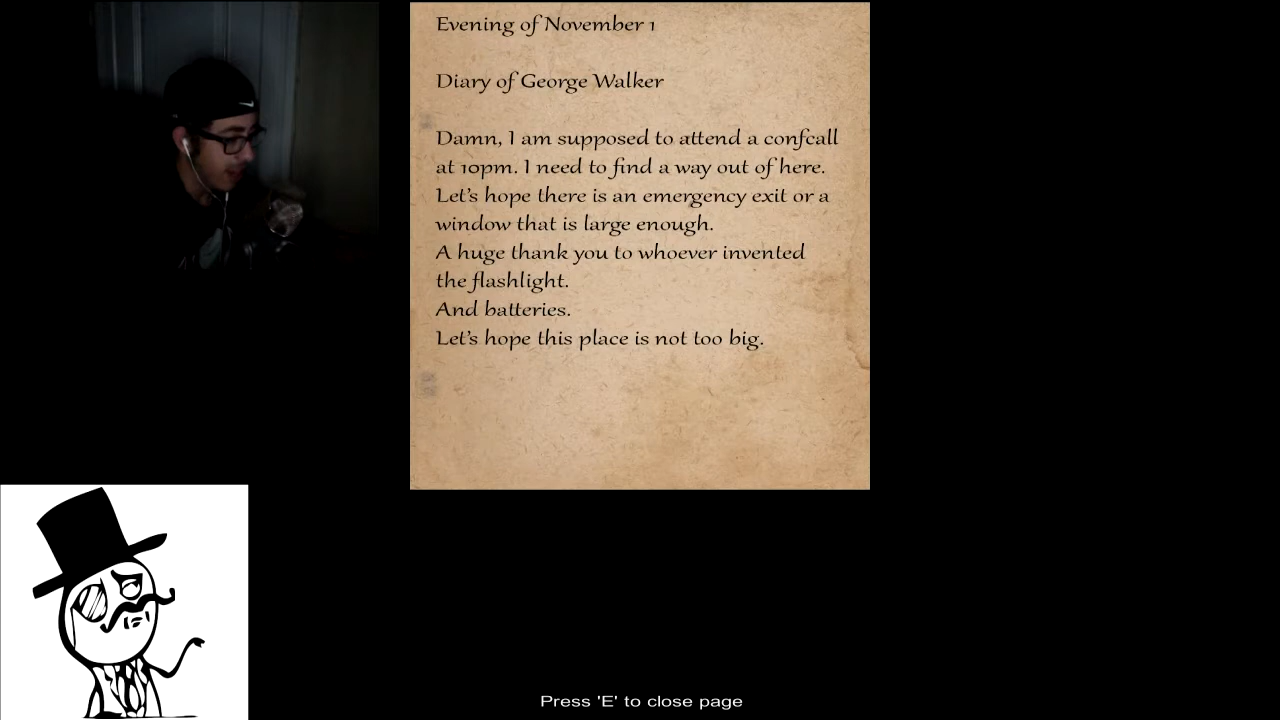 Evening of November 1
Diary of George Walker
Damn, I am supposed to attend a confcall
at 10pm. I need to find a way out of here.
Let's hope there is an emergency exit or a
window that is large enough.
A huge thank you to whoever invented
the flashlight.
And batteries.
Let's hope this place is not too big.
Press 'E' to close page